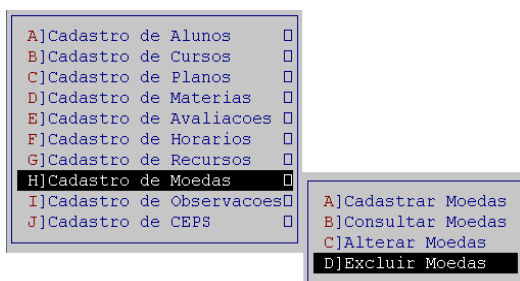 A]Cadastro de Alunos
B]Cadastro de Cursos
C]Cadastro de Planos
D]Cadastro de Materias
E]Cadastro de Avaliacoes
F]Cadastro de Horarios
G]Cadastro de Recursos
H]Cadastro de Moedas
I]Cadastro de Observacoes
J]Cadastro de CEPS
A]Cadastrar Moedas
B]Consultar Moedas
C]Alterar Moedas
D]Excluir Moedas